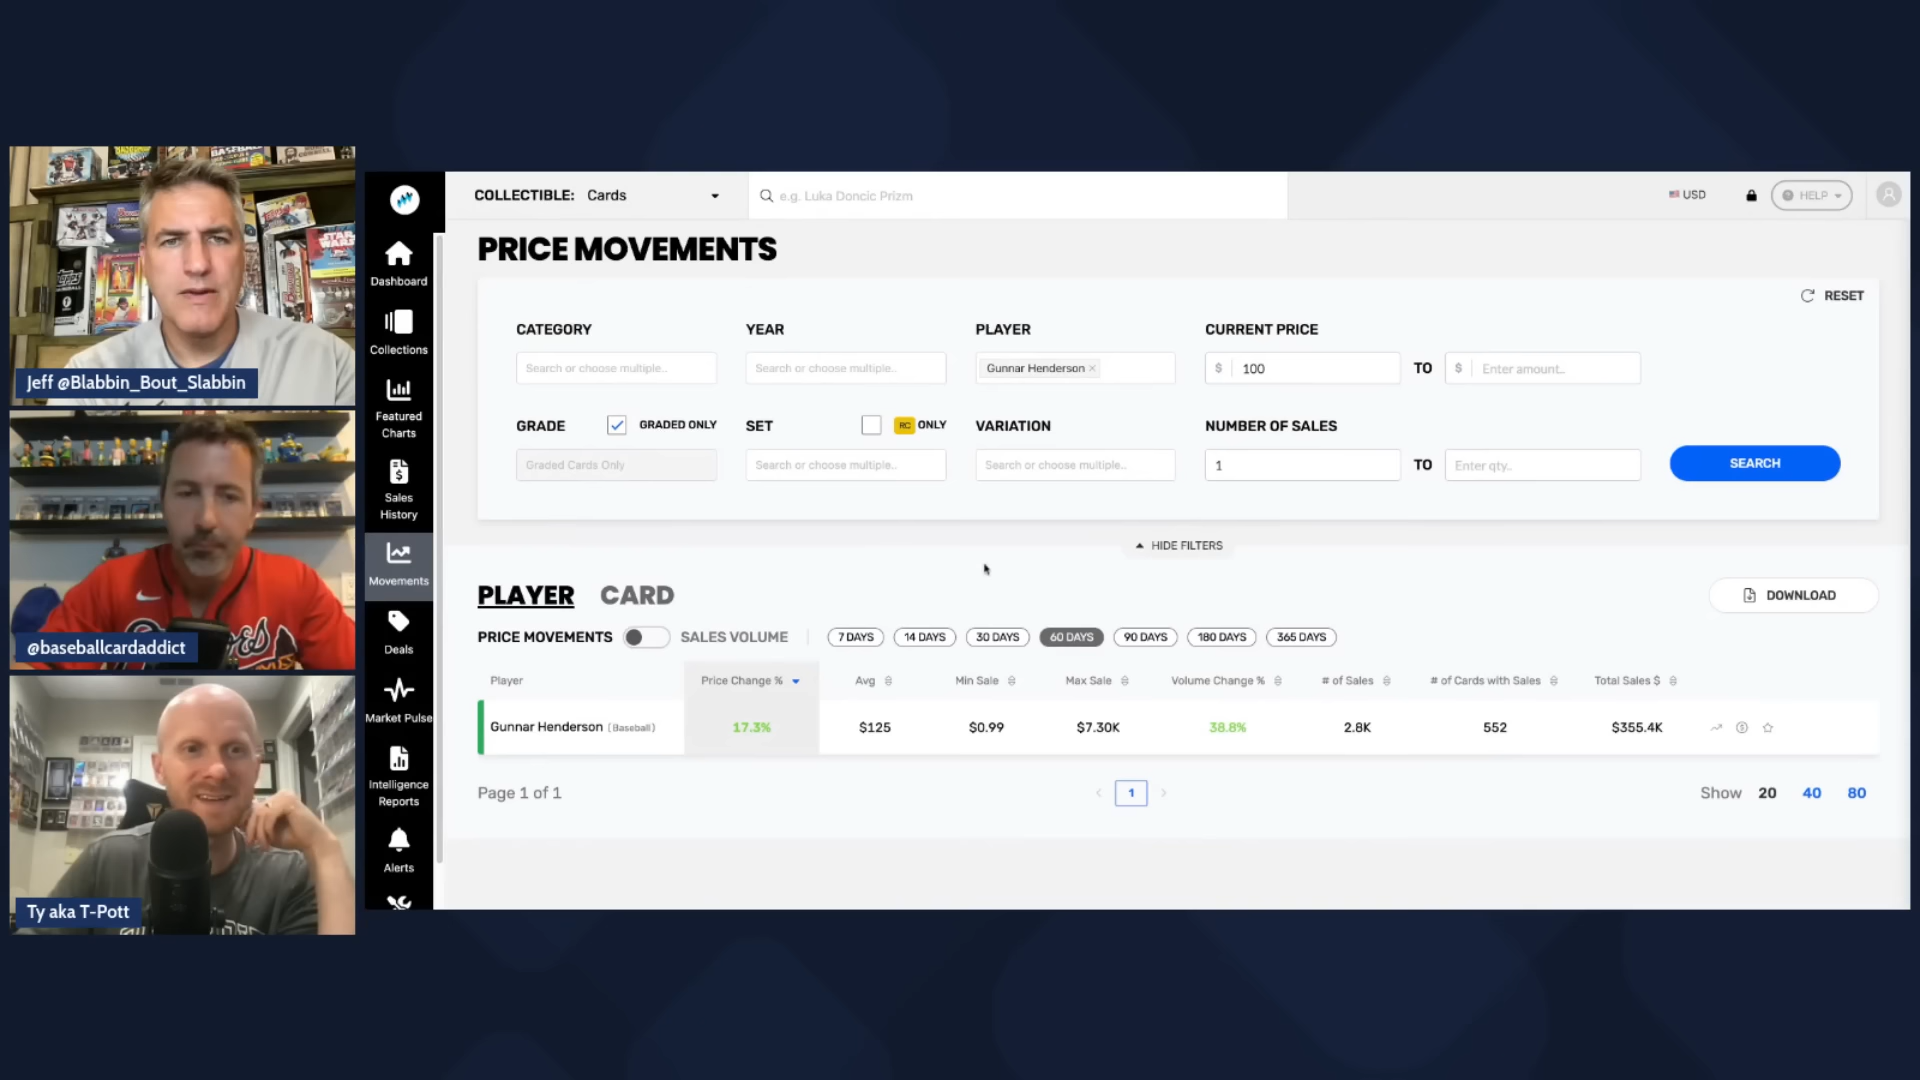 Jeff @Blabbin_Bout_Slabbin
@baseballcardaddict
Ty aka T-Pott
COLLECTIBLE: Cards
e.g. Luka Doncic Prizm
USD
HELP
Dashboard
Collections
Featured
Charts
Sales
History
Movements
Deals
Market Pulse
Intelligence
Reports
Alerts
PRICE MOVEMENTS
RESET
CATEGORY YEAR PLAYER CURRENT PRICE
Search or choose multiple.. Search or choose multiple.. Gunnar Henderson × $ 100 TO $ Enter amount..
GRADE GRADED ONLY SET RC ONLY VARIATION NUMBER OF SALES
Graded Cards Only Search or choose multiple.. Search or choose multiple.. 1 TO Enter qty.. SEARCH
HIDE FILTERS
PLAYER CARD DOWNLOAD
PRICE MOVEMENTS SALES VOLUME 7 DAYS 14 DAYS 30 DAYS 60 DAYS 90 DAYS 180 DAYS 365 DAYS
Player Price Change % Avg Min Sale Max Sale Volume Change % # of Sales # of Cards with Sales Total Sales $
Gunnar Henderson (Baseball) 17.3% $125 $0.99 $7.30K 38.8% 2.8K 552 $355.4K
Page 1 of 1 < 1 > Show 20 40 80